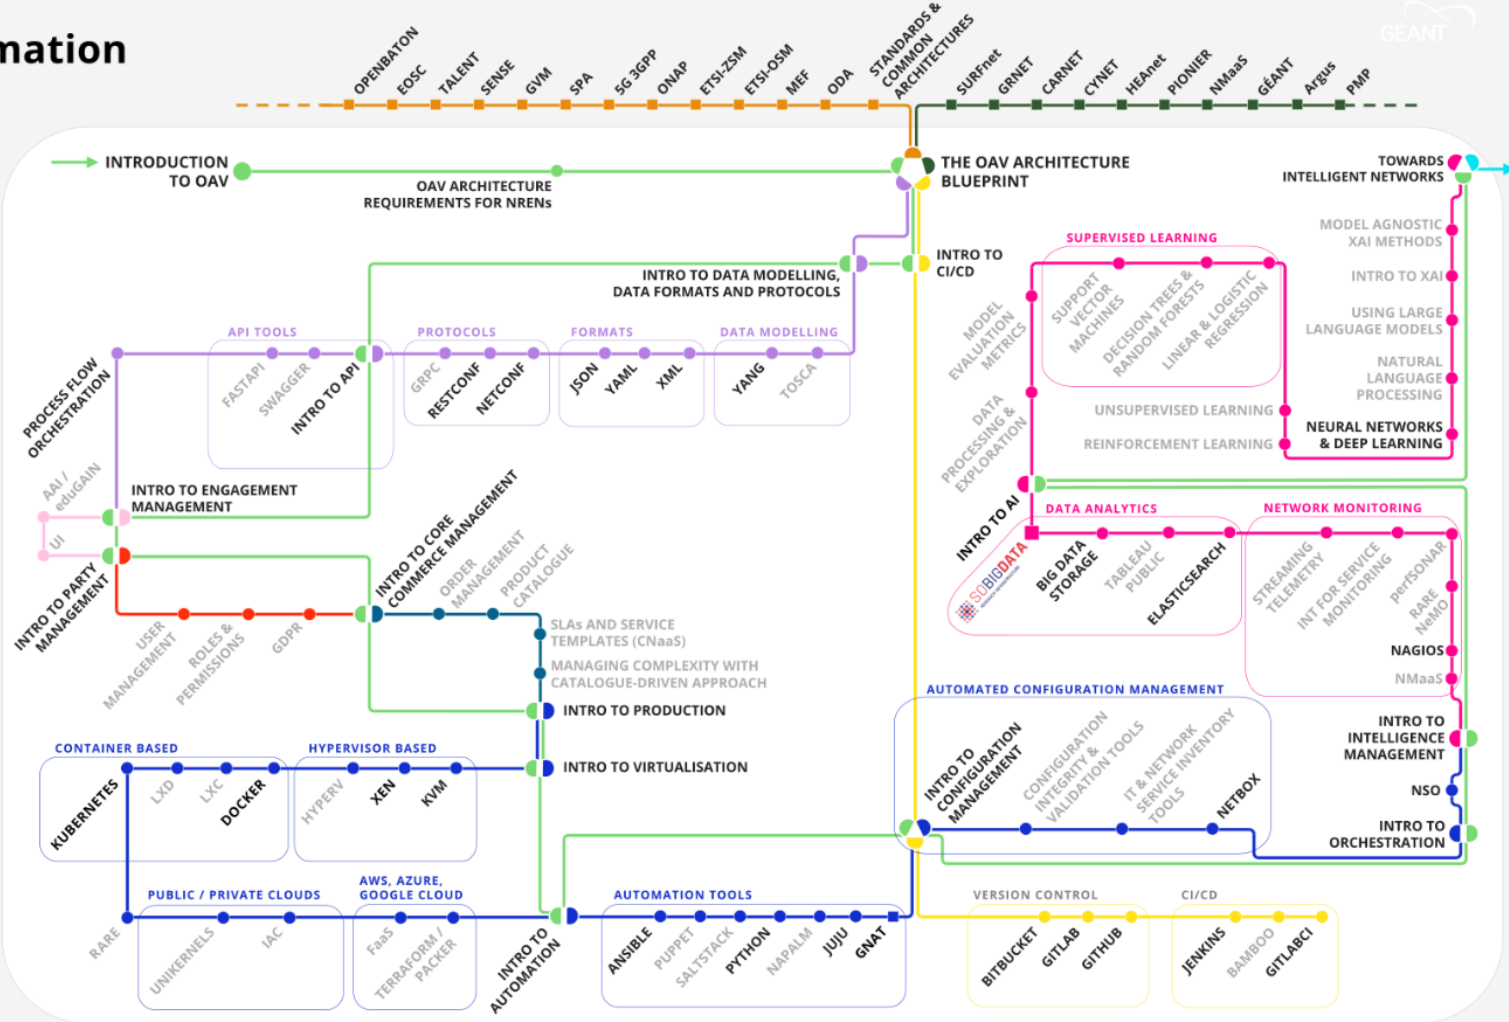 mation
GÉANT
OPENBATON
EOSC
TALENT
SENSE
GVM
SPA
5G 3GPP
ONAP
ETSI-ZSM
ETSI-OSM
MEF
ODA
STANDARDS &
COMMON
ARCHITECTURES
SURFnet
GRNET
CARNET
CYNET
HEAnet
PIONIER
NMaaS
GÉANT
Argus
PMP
INTRODUCTION
TO OAV
OAV ARCHITECTURE
REQUIREMENTS FOR NRENs
THE OAV ARCHITECTURE
BLUEPRINT
TOWARDS
INTELLIGENT NETWORKS
INTRO TO DATA MODELLING,
DATA FORMATS AND PROTOCOLS
INTRO TO
CI/CD
SUPERVISED LEARNING
SUPPORT
VECTOR
MACHINES
DECISION TREES &
RANDOM FORESTS
LINEAR & LOGISTIC
REGRESSION
MODEL
EVALUATION
METRICS
DATA
PROCESSING &
EXPLORATION
UNSUPERVISED LEARNING
REINFORCEMENT LEARNING
MODEL AGNOSTIC
XAI METHODS
INTRO TO XAI
USING LARGE
LANGUAGE MODELS
NATURAL
LANGUAGE
PROCESSING
NEURAL NETWORKS
& DEEP LEARNING
API TOOLS
FASTAPI
SWAGGER
INTRO TO API
PROTOCOLS
GRPC
RESTCONF
NETCONF
FORMATS
JSON
YAML
XML
DATA MODELLING
YANG
TOSCA
PROCESS FLOW
ORCHESTRATION
AAI /
eduGAIN
UI
INTRO TO ENGAGEMENT
MANAGEMENT
INTRO TO PARTY
MANAGEMENT
USER
MANAGEMENT
ROLES &
PERMISSIONS
GDPR
INTRO TO CORE
COMMERCE MANAGEMENT
ORDER
MANAGEMENT
PRODUCT
CATALOGUE
SLAs AND SERVICE
TEMPLATES (CNaaS)
MANAGING COMPLEXITY WITH
CATALOGUE-DRIVEN APPROACH
INTRO TO PRODUCTION
INTRO TO VIRTUALISATION
INTRO TO AI
DATA ANALYTICS
SOBIGDATA
BIG DATA
STORAGE
TABLEAU
PUBLIC
ELASTICSEARCH
NETWORK MONITORING
STREAMING
TELEMETRY
INT FOR SERVICE
MONITORING
perfSONAR
RARE
NeMO
NAGIOS
NMaaS
INTRO TO
INTELLIGENCE
MANAGEMENT
NSO
INTRO TO
ORCHESTRATION
AUTOMATED CONFIGURATION MANAGEMENT
INTRO TO
CONFIGURATION
MANAGEMENT
CONFIGURATION
INTEGRITY &
VALIDATION TOOLS
IT & NETWORK
SERVICE INVENTORY
TOOLS
NETBOX
CONTAINER BASED
KUBERNETES
LXD
LXC
DOCKER
HYPERVISOR BASED
HYPERV
XEN
KVM
RARE
PUBLIC / PRIVATE CLOUDS
UNIKERNELS
IAC
AWS, AZURE,
GOOGLE CLOUD
FaaS
TERRAFORM /
PACKER
INTRO TO
AUTOMATION
AUTOMATION TOOLS
ANSIBLE
PUPPET
SALTSTACK
PYTHON
NAPALM
JUJU
GNAT
VERSION CONTROL
BITBUCKET
GITLAB
GITHUB
CI/CD
JENKINS
BAMBOO
GITLABCI